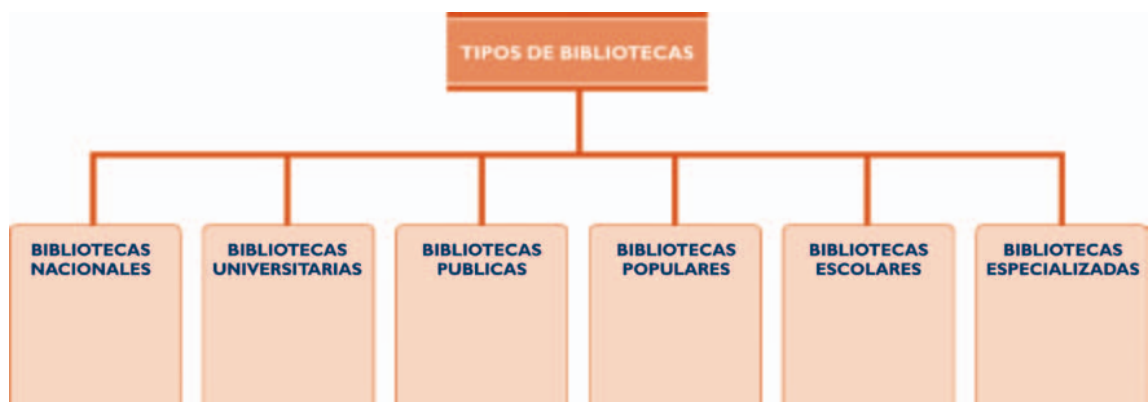 TIPOS DE BIBLIOTECAS
BIBLIOTECAS
NACIONALES
BIBLIOTECAS
UNIVERSITARIAS
BIBLIOTECAS
PUBLICAS
BIBLIOTECAS
POPULARES
BIBLIOTECAS
ESCOLARES
BIBLIOTECAS
ESPECIALIZADAS